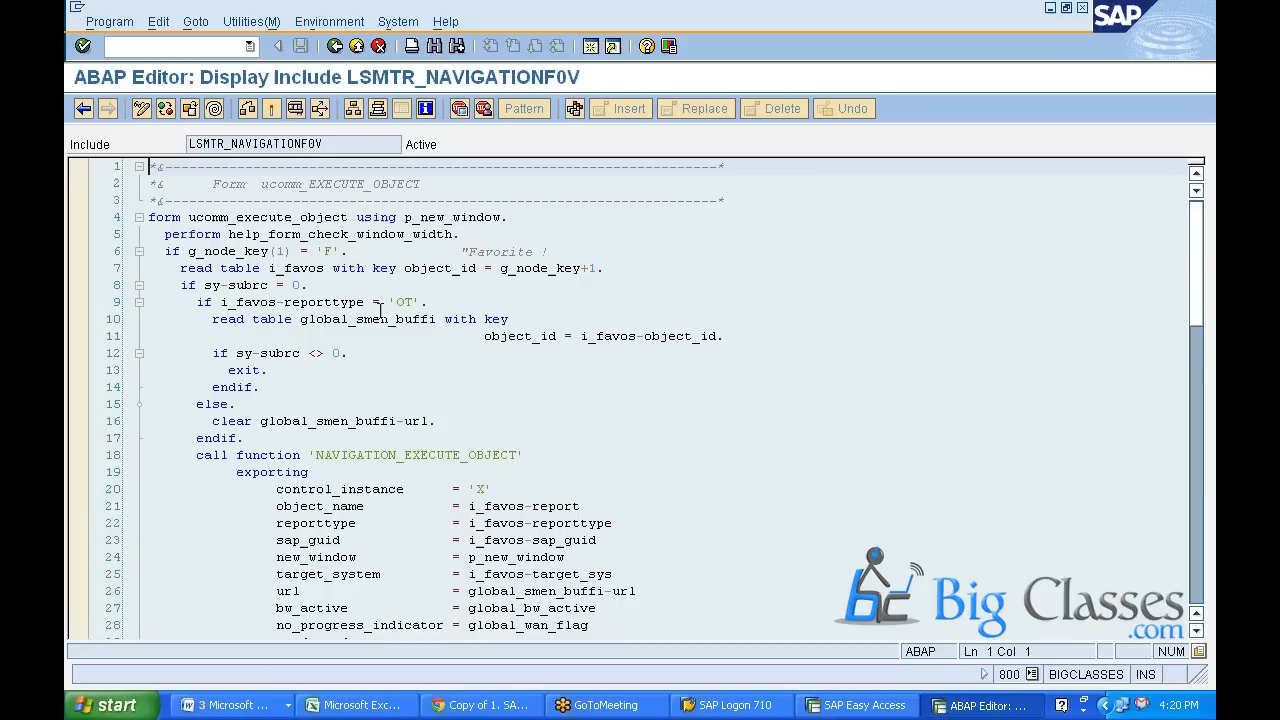 Program Edit Goto Utilities(M) Environment System Help
SAP
ABAP Editor: Display Include LSMTR_NAVIGATIONF0V
Pattern Insert Replace Delete Undo
Include LSMTR_NAVIGATIONF0V Active
1 *&---------------------------------------------------------------------*
2 *&      Form  ucomm_EXECUTE_OBJECT
3 *&---------------------------------------------------------------------*
4 form ucomm_execute_object using p_new_window.
5   perform help_form_check_window_width.
6   if g_node_key(1) = 'F'.              "Favorite !
7     read table i_favos with key object_id = g_node_key+1.
8     if sy-subrc = 0.
9       if i_favos-reporttype = 'OT'.
10         read table global_smen_buffi with key
11                                           object_id = i_favos-object_id.
12         if sy-subrc <> 0.
13           exit.
14         endif.
15       else.
16         clear global_smen_buffi-url.
17       endif.
18       call function 'NAVIGATION_EXECUTE_OBJECT'
19            exporting
20                 control_instance      = 'X'
21                 object_name           = i_favos-report
22                 reporttype            = i_favos-reporttype
23                 sap_guid              = i_favos-sap_guid
24                 new_window            = p_new_window
25                 target_system         = i_favos-target_sys
26                 url                   = global_smen_buffi-url
27                 bw_active             = global_bw_active
28                 no_progress_indicator = global_wan_flag
bc Big Classes
.com
ABAP Ln 1 Col 1 NUM
800 BIGCLASSES INS
start 3 Microsoft ... Microsoft Exc... Copy of 1. SA... GoToMeeting SAP Logon 710 SAP Easy Access ABAP Editor: ... 4:20 PM